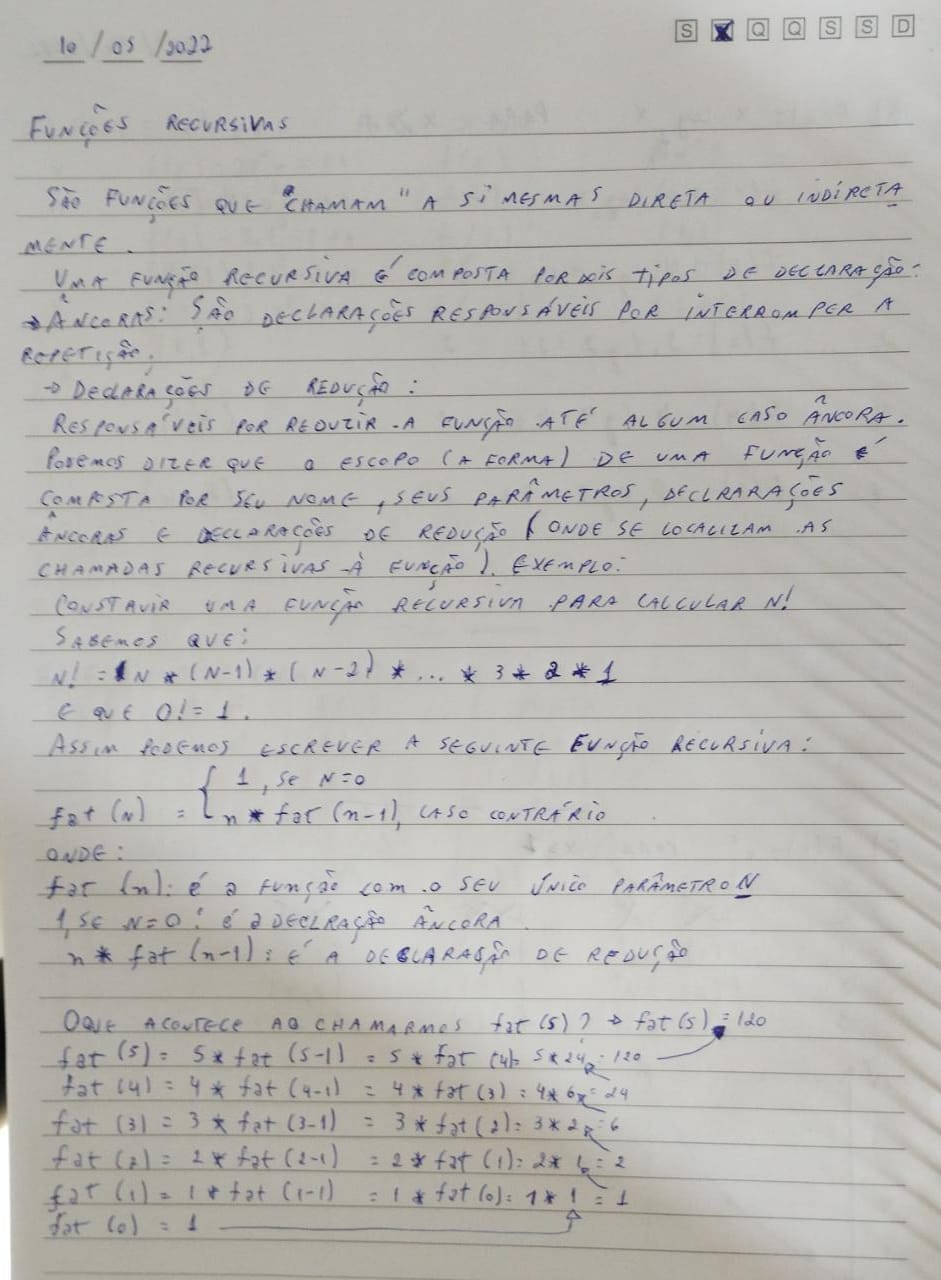 10 / 05 / 2022
S X Q Q S S D
FUNÇÕES RECURSIVAS
SÃO FUNÇÕES QUE "CHAMAM" A SI MESMAS DIRETA OU INDIRETA
MENTE.
UMA FUNÇÃO RECURSIVA É COMPOSTA POR DOIS TIPOS DE DECLARAÇÃO:
→ ÂNCORAS: SÃO DECLARAÇÕES RESPONSÁVEIS POR INTERROMPER A
REPETIÇÃO.
→ DECLARAÇÕES DE REDUÇÃO:
RESPONSÁVEIS POR REDUZIR A FUNÇÃO ATÉ ALGUM CASO ÂNCORA.
PODEMOS DIZER QUE O ESCOPO (A FORMA) DE UMA FUNÇÃO É
COMPOSTA POR SEU NOME, SEUS PARÂMETROS, DECLRARAÇÕES
ÂNCORAS E DECLARAÇÕES DE REDUÇÃO (ONDE SE LOCALIZAM AS
CHAMADAS RECURSIVAS À FUNÇÃO). EXEMPLO:
CONSTRUIR UMA FUNÇÃO RECURSIVA PARA CALCULAR N!
SABEMOS QUE:
N! = N * (N-1) * (N-2) * ... * 3 * 2 * 1
E QUE 0! = 1.
ASSIM PODEMOS ESCREVER A SEGUINTE FUNÇÃO RECURSIVA:
{ 1, SE N=0
fat (N) = n * fat (n-1), CASO CONTRÁRIO
ONDE:
fat (n): é a FUNÇÃO COM O SEU ÚNICO PARÂMETRO N
1, SE N=0: é a DECLRAÇÃO ÂNCORA
n * fat (n-1): É A DECLARASÃO DE REDUÇÃO
OQUE ACONTECE AO CHAMARMOS fat (5)? → fat (5) = 120
fat (5) = 5 * fat (5-1) = 5 * fat (4) = 5 * 24 = 120
fat (4) = 4 * fat (4-1) = 4 * fat (3) = 4 * 6 = 24
fat (3) = 3 * fat (3-1) = 3 * fat (2) = 3 * 2 = 6
fat (2) = 2 * fat (2-1) = 2 * fat (1) = 2 * 1 = 2
fat (1) = 1 * fat (1-1) = 1 * fat (0) = 1 * 1 = 1
fat (0) = 1